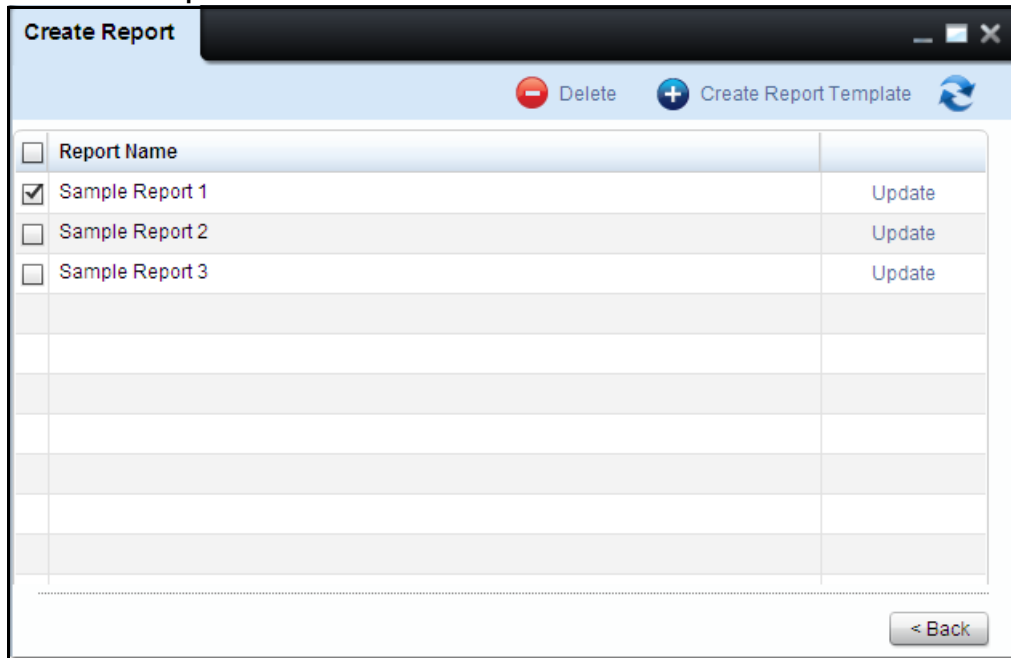 Create Report
Delete Create Report Template
Report Name
Sample Report 1 Update
Sample Report 2 Update
Sample Report 3 Update
< Back